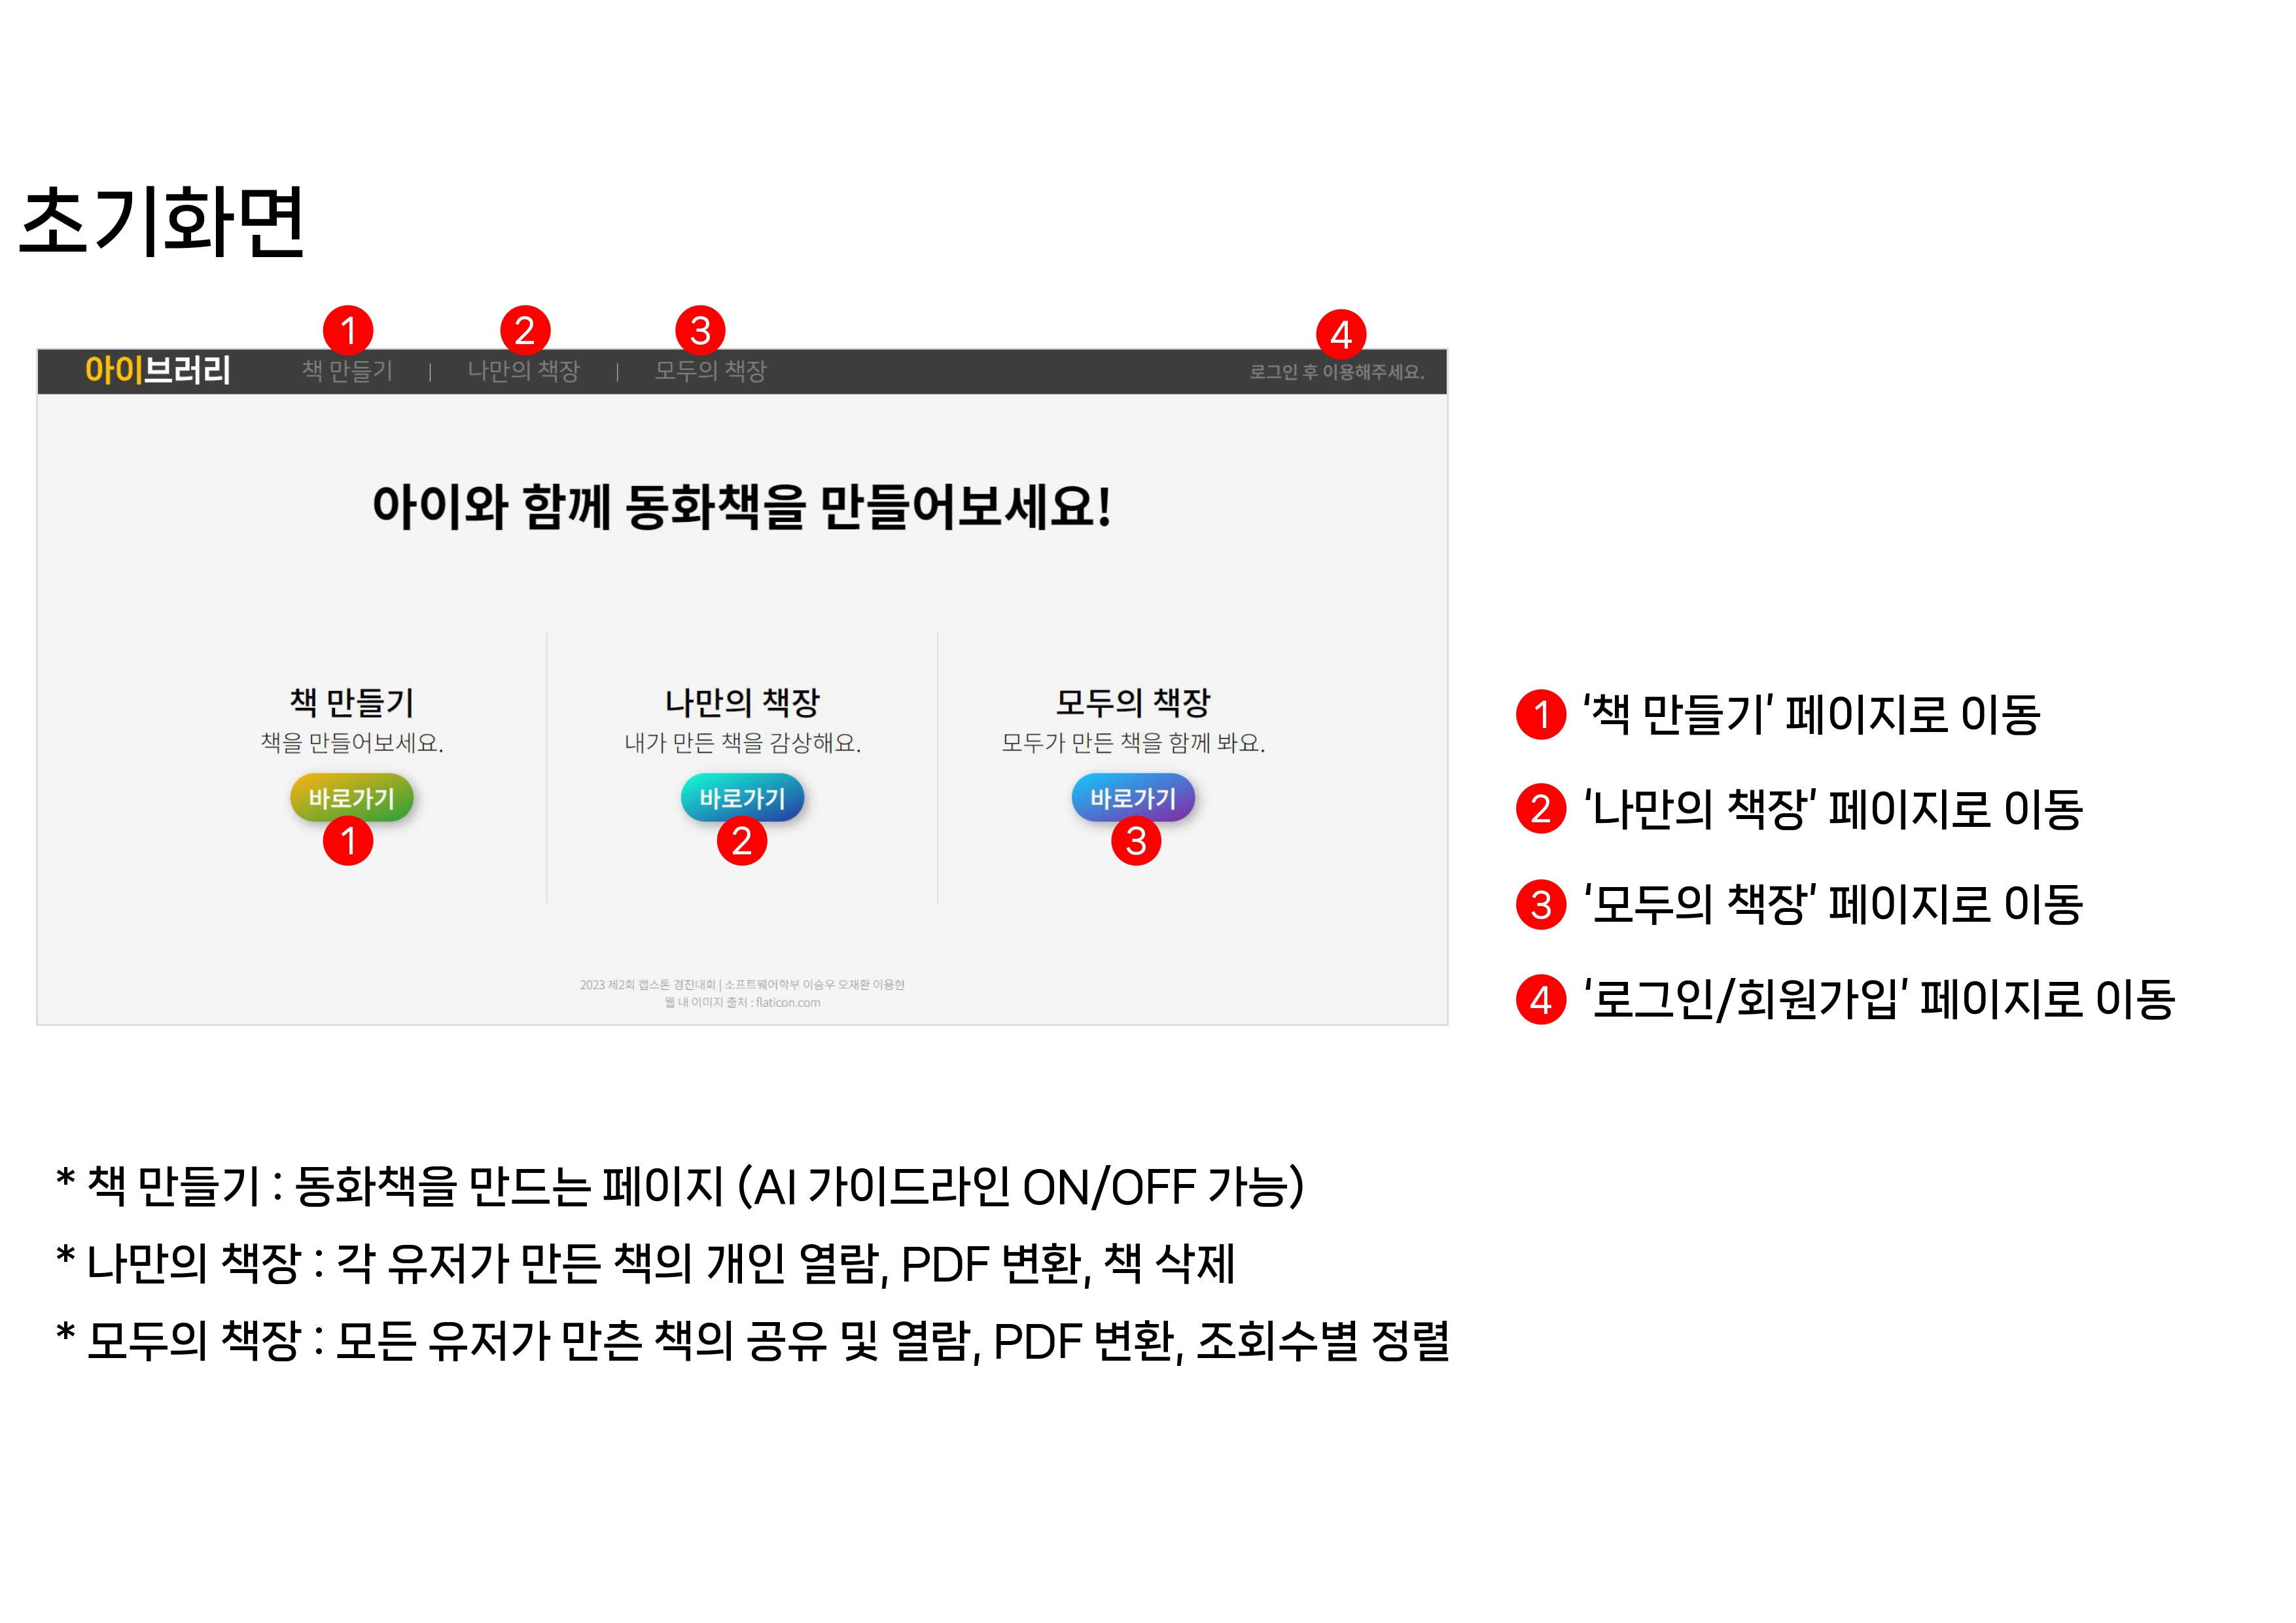 초기화면
1 2 3 4
아이브러리 책 만들기 | 나만의 책장 | 모두의 책장 로그인 후 이용해주세요.
아이와 함께 동화책을 만들어보세요!
책 만들기
책을 만들어보세요.
바로가기
1
나만의 책장
내가 만든 책을 감상해요.
바로가기
2
모두의 책장
모두가 만든 책을 함께 봐요.
바로가기
3
2023 제2회 캡스톤 경진대회 | 소프트웨어학부 이승우 오재환 이용현
웹 내 이미지 출처 : flaticon.com
1 ‘책 만들기’ 페이지로 이동
2 ‘나만의 책장’ 페이지로 이동
3 ‘모두의 책장’ 페이지로 이동
4 ‘로그인/회원가입’ 페이지로 이동
* 책 만들기 : 동화책을 만드는 페이지 (AI 가이드라인 ON/OFF 가능)
* 나만의 책장 : 각 유저가 만든 책의 개인 열람, PDF 변환, 책 삭제
* 모두의 책장 : 모든 유저가 만츤 책의 공유 및 열람, PDF 변환, 조회수별 정렬